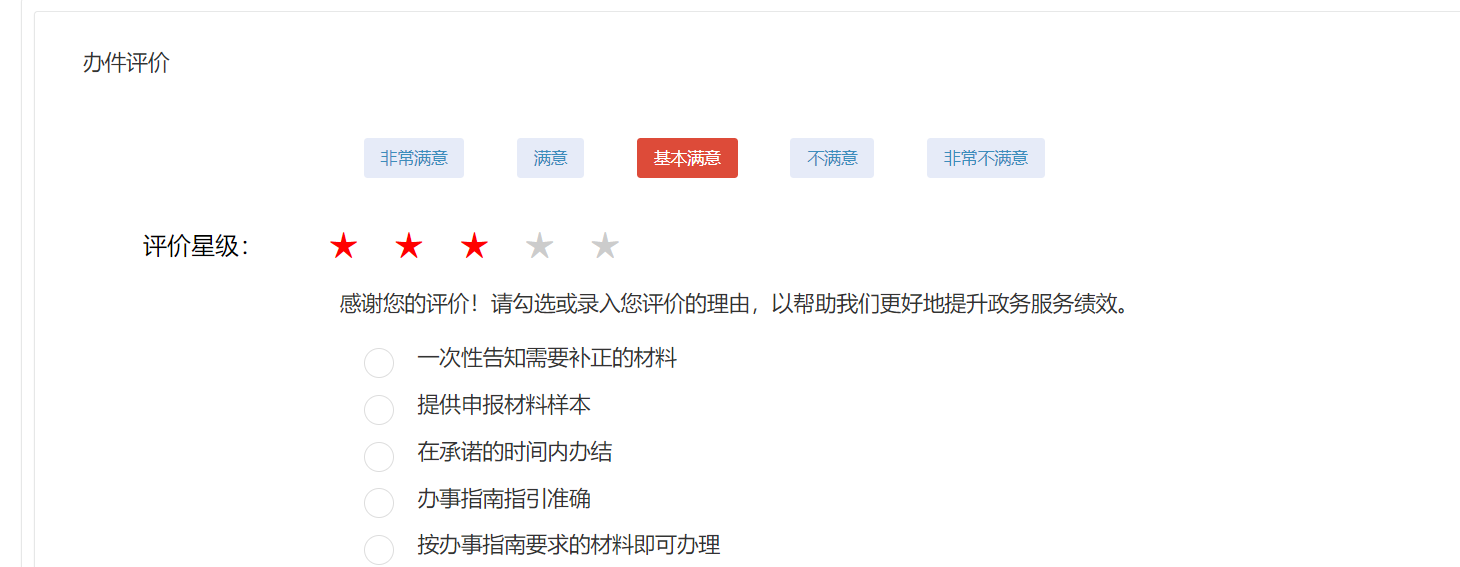 办件评价
非常满意 满意 基本满意 不满意 非常不满意
评价星级：
感谢您的评价！请勾选或录入您评价的理由，以帮助我们更好地提升政务服务绩效。
一次性告知需要补正的材料
提供申报材料样本
在承诺的时间内办结
办事指南指引准确
按办事指南要求的材料即可办理